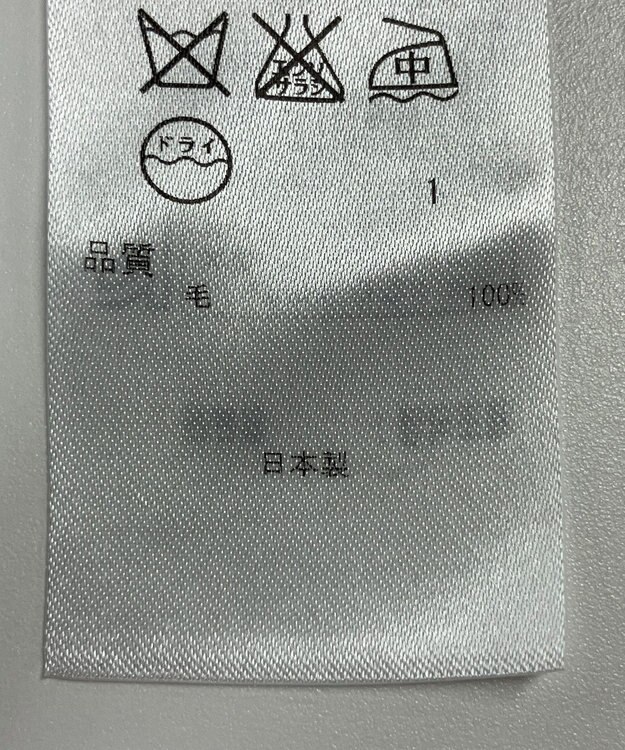 エンソ サラシ 中
ドライ
1
品質
毛 100%
日本製